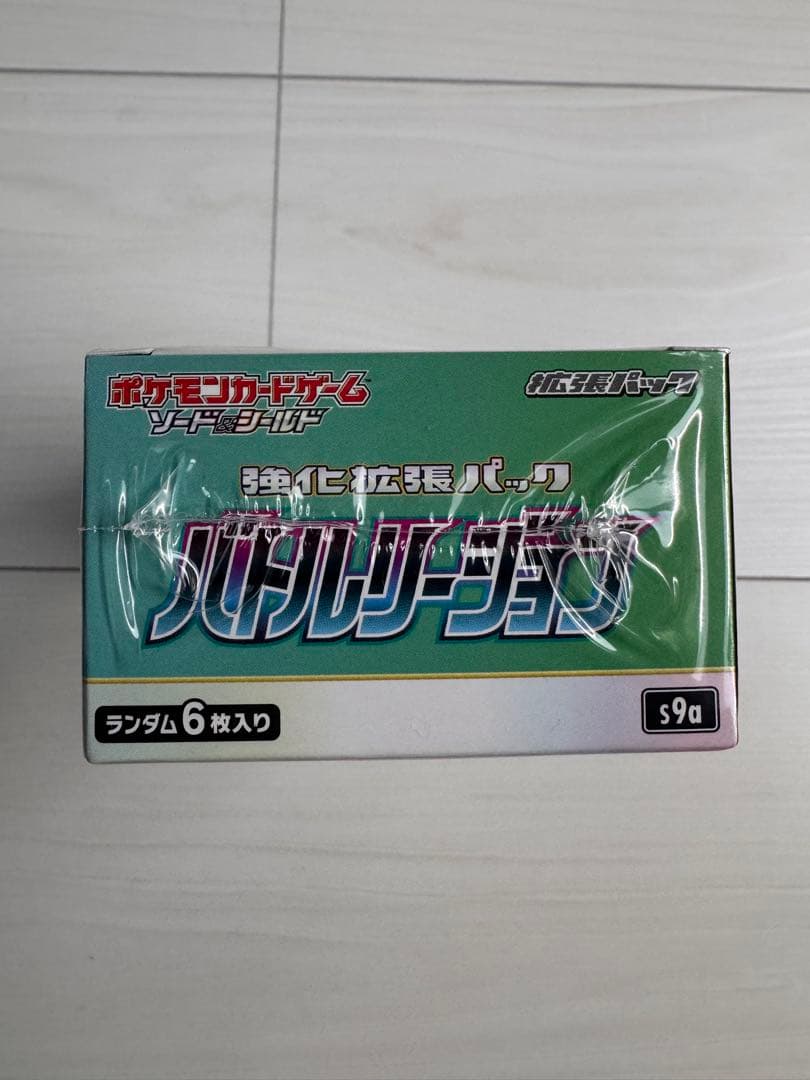 ポケモンカードゲーム™
ソード&シールド
拡張パック
強化拡張パック
バトルリージョン
ランダム6枚入り
s9a